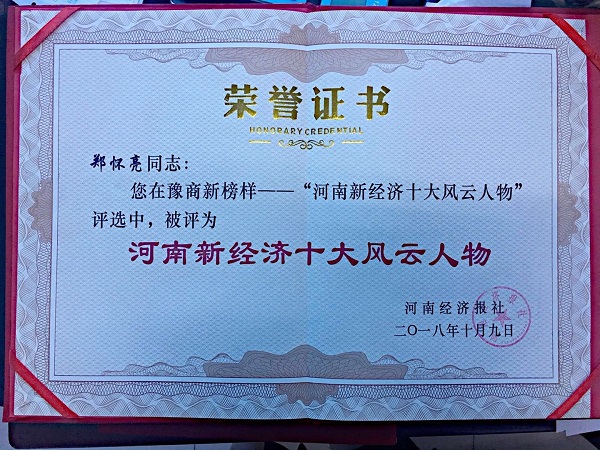 荣誉证书
HONORARY CREDENTIAL
郑怀亮同志：
您在豫商新榜样——“河南新经济十大风云人物”
评选中，被评为
河南新经济十大风云人物
河南经济报社
二〇一八年十月九日